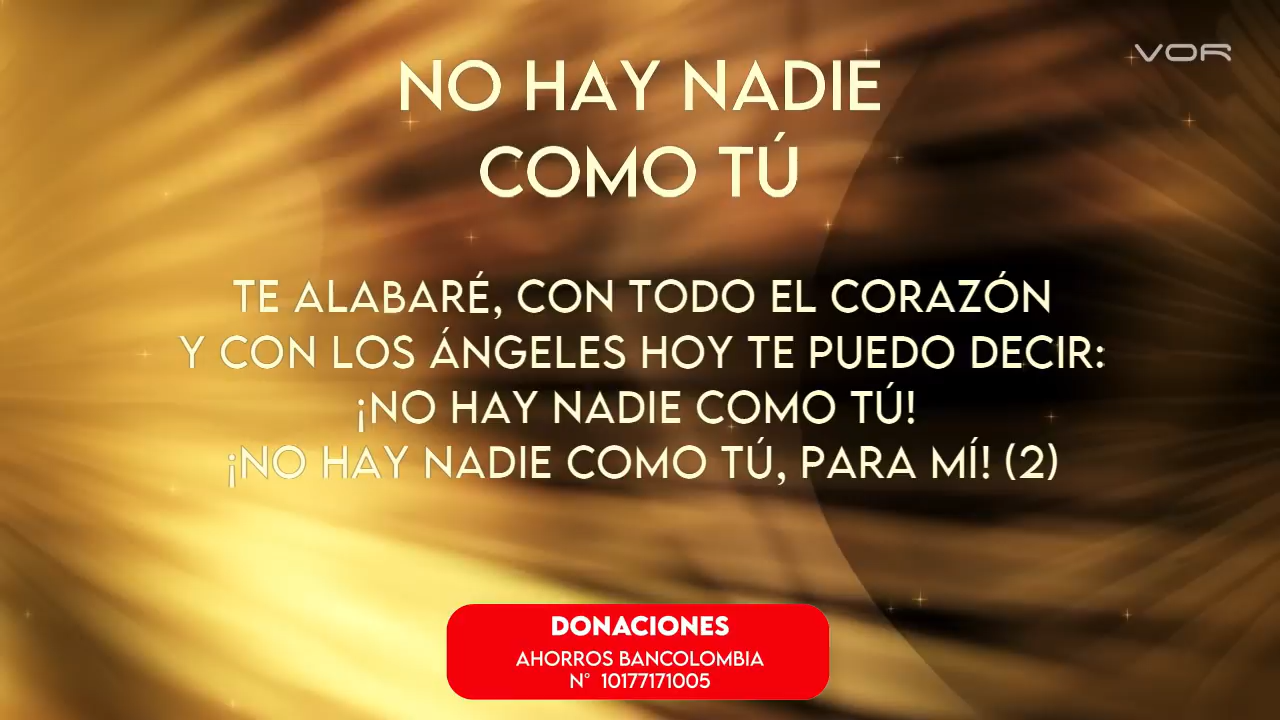 VOR
NO HAY NADIE
COMO TÚ
TE ALABARÉ, CON TODO EL CORAZÓN
Y CON LOS ÁNGELES HOY TE PUEDO DECIR:
¡NO HAY NADIE COMO TÚ!
¡NO HAY NADIE COMO TÚ, PARA MÍ! (2)
DONACIONES
AHORROS BANCOLOMBIA
N° 10177171005